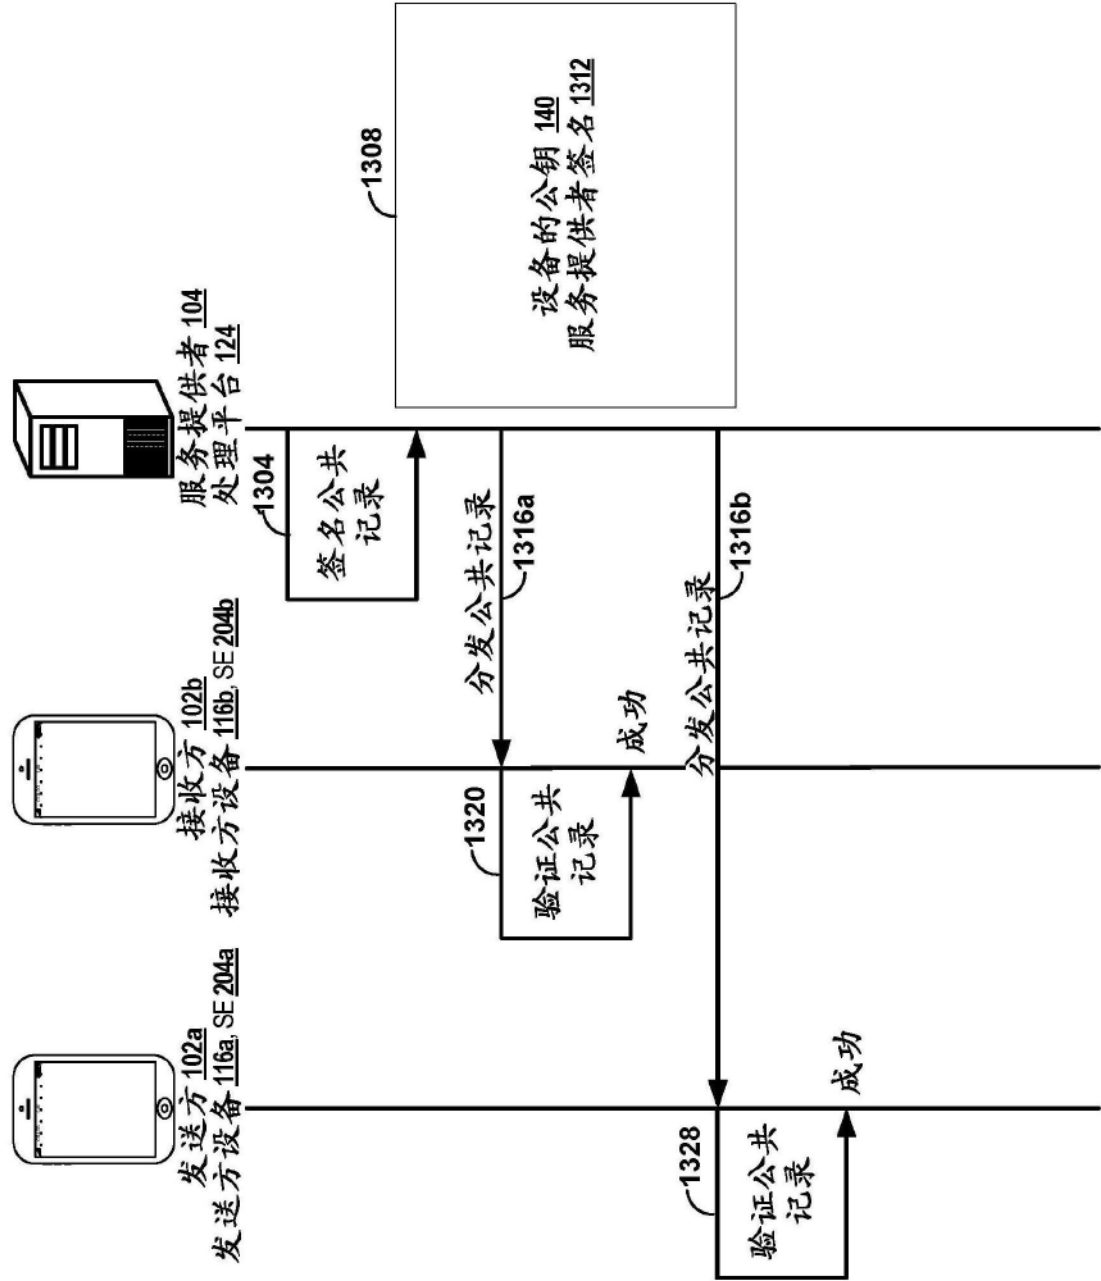 发送方 102a
发送方设备 116a, SE 204a
接收方 102b
接收方设备 116b, SE 204b
服务提供者 104
处理平台 124
1304
签名公共
记录
1308
设备的公钥 140
服务提供者签名 1312
分发公共记录
1316a
1320
验证公共
记录
成功
分发公共记录
1316b
1328
验证公共
记录
成功